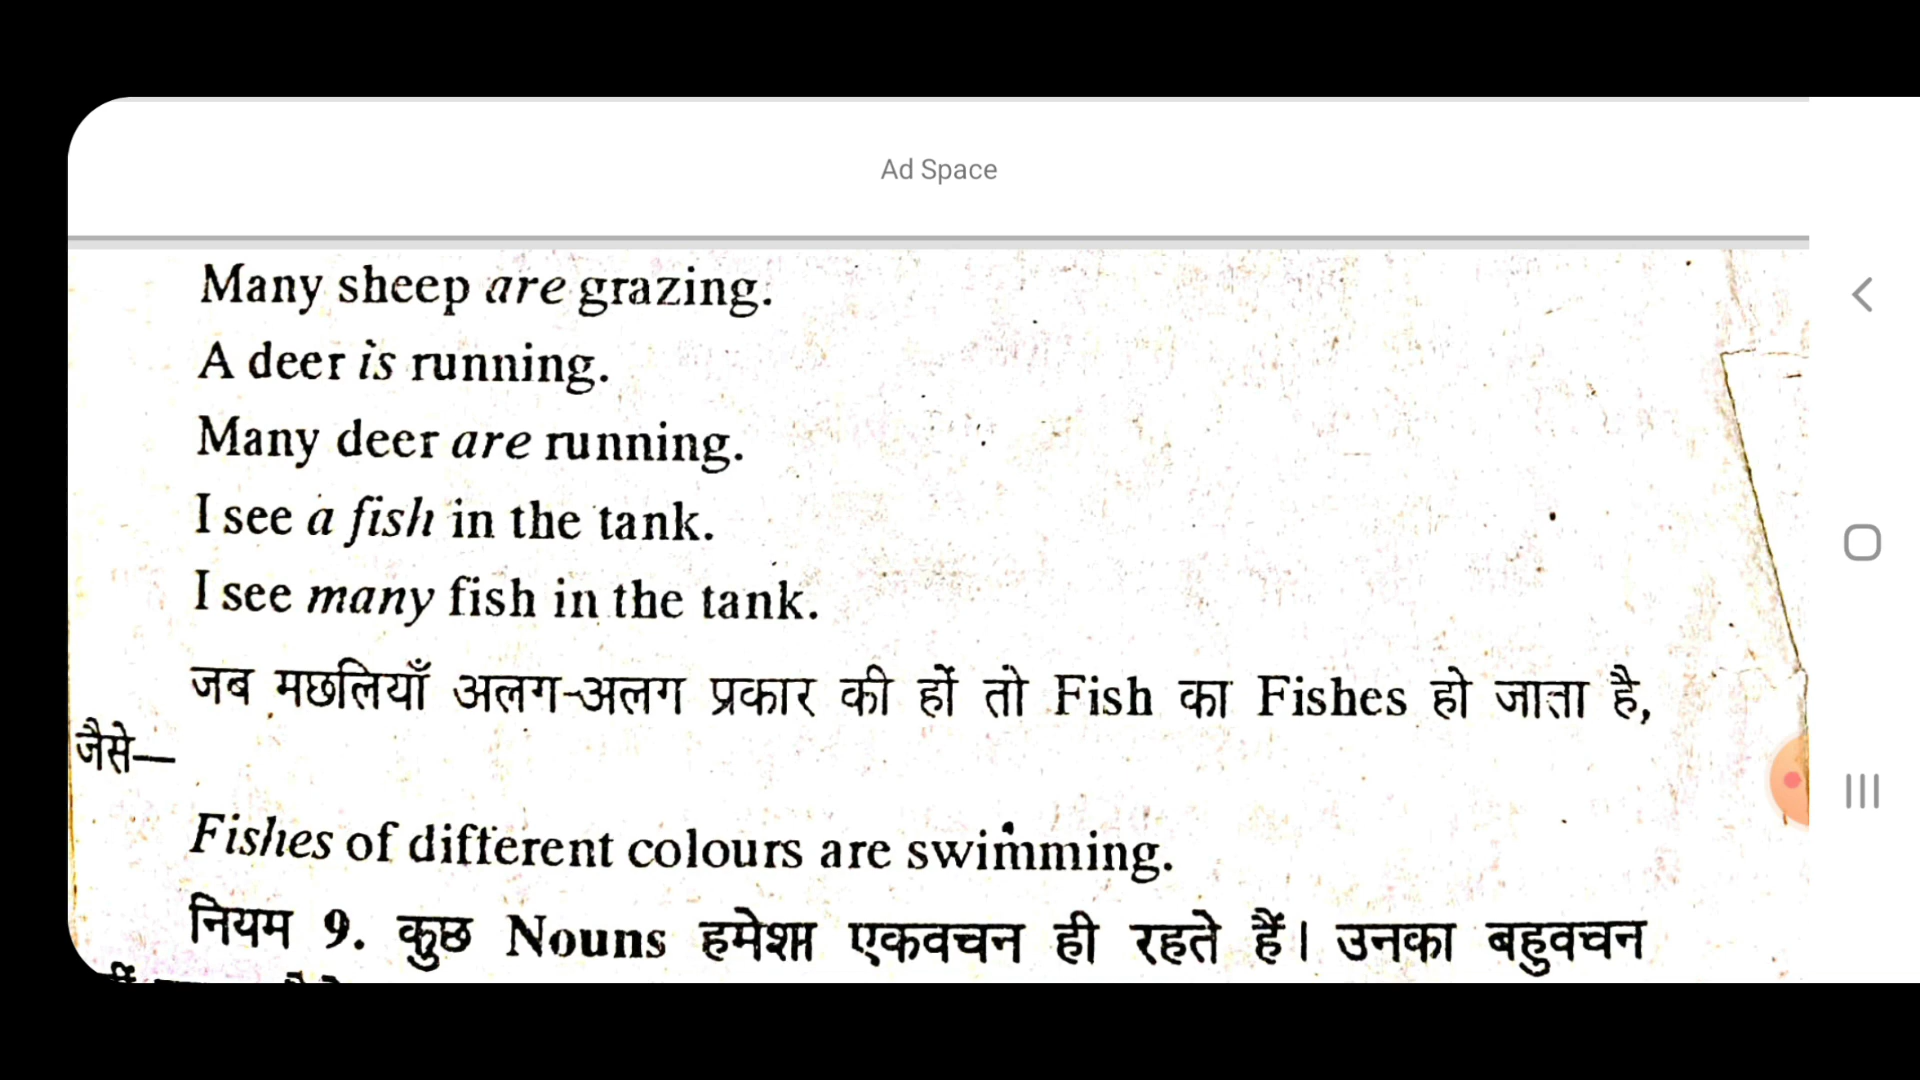 Ad Space
Many sheep are grazing.
A deer is running.
Many deer are running.
I see a fish in the tank.
I see many fish in the tank.
जब मछलियाँ अलग-अलग प्रकार की हों तो Fish का Fishes हो जाता है,
जैसे—
Fishes of different colours are swimming.
नियम 9. कुछ Nouns हमेशा एकवचन ही रहते हैं। उनका बहुवचन